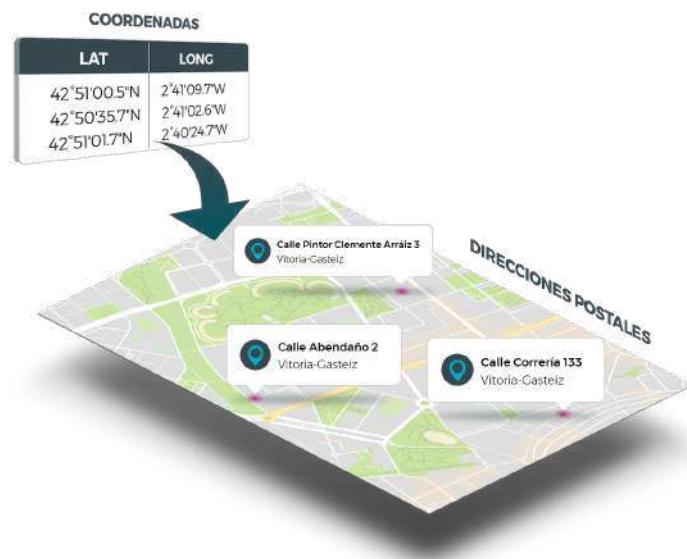 COORDENADAS
LAT LONG
42°51'00.5"N 2°41'09.7"W
42°50'35.7"N 2°41'02.6"W
42°51'01.7"N 2°40'24.7"W
Calle Pintor Clemente Arráiz 3
Vitoria-Gasteiz
DIRECCIONES POSTALES
Calle Abendaño 2
Vitoria-Gasteiz
Calle Correría 133
Vitoria-Gasteiz